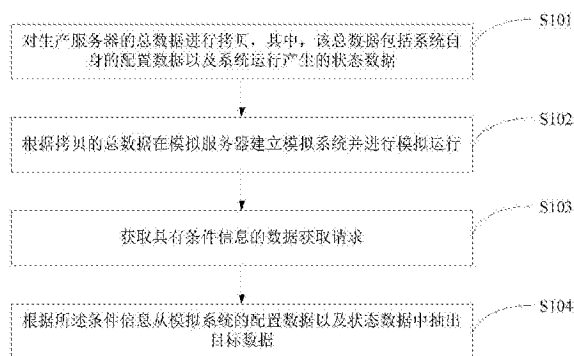 S101
对生产服务器的总数据进行拷贝，其中，该总数据包括系统自
身的配置数据以及系统运行产生的状态数据
S102
根据拷贝的总数据在模拟服务器建立模拟系统并进行模拟运行
S103
获取具有条件信息的数据获取请求
S104
根据所述条件信息从模拟系统的配置数据以及状态数据中抽出
目标数据